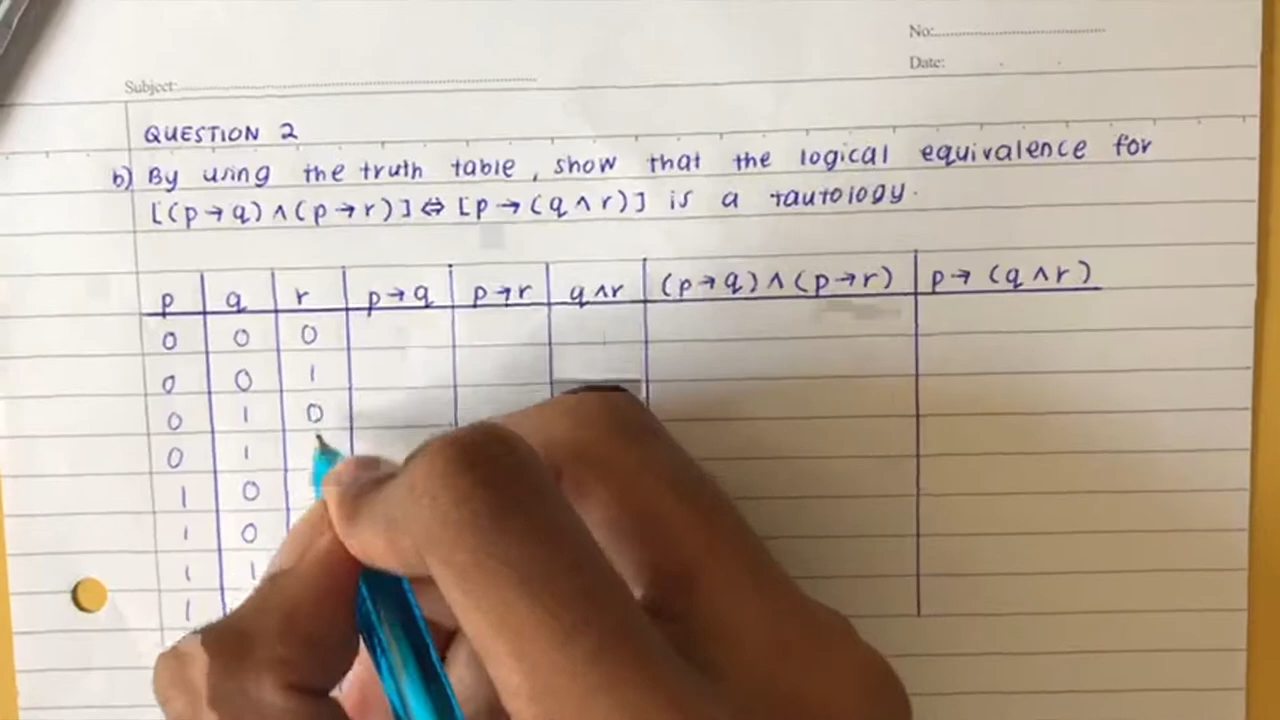 No:
Date:
Subject:
QUESTION 2
b) By using the truth table, show that the logical equivalence for
[(p→q)∧(p→r)]⇔[p→(q∧r)] is a tautology.
p q r p→q p→r q∧r (p→q)∧(p→r) p→(q∧r)
0 0 0
0 0 1
0 1 0
0 1
1 0
1 0
1 1
1